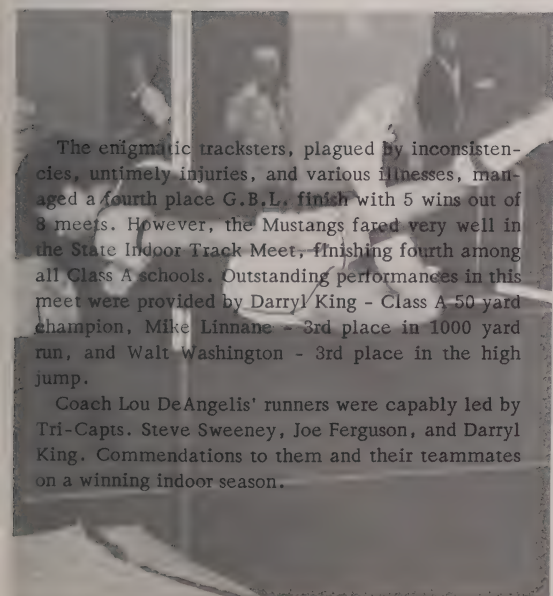 The enigmatic tracksters, plagued by inconsisten-
cies, untimely injuries, and various illnesses, man-
aged a fourth place G.B.L. finish with 5 wins out of
8 meets. However, the Mustangs fared very well in
the State Indoor Track Meet, finishing fourth among
all Class A schools. Outstanding performances in this
meet were provided by Darryl King - Class A 50 yard
champion, Mike Linnane - 3rd place in 1000 yard
run, and Walt Washington - 3rd place in the high
jump.
Coach Lou DeAngelis' runners were capably led by
Tri-Capts. Steve Sweeney, Joe Ferguson, and Darryl
King. Commendations to them and their teammates
on a winning indoor season.